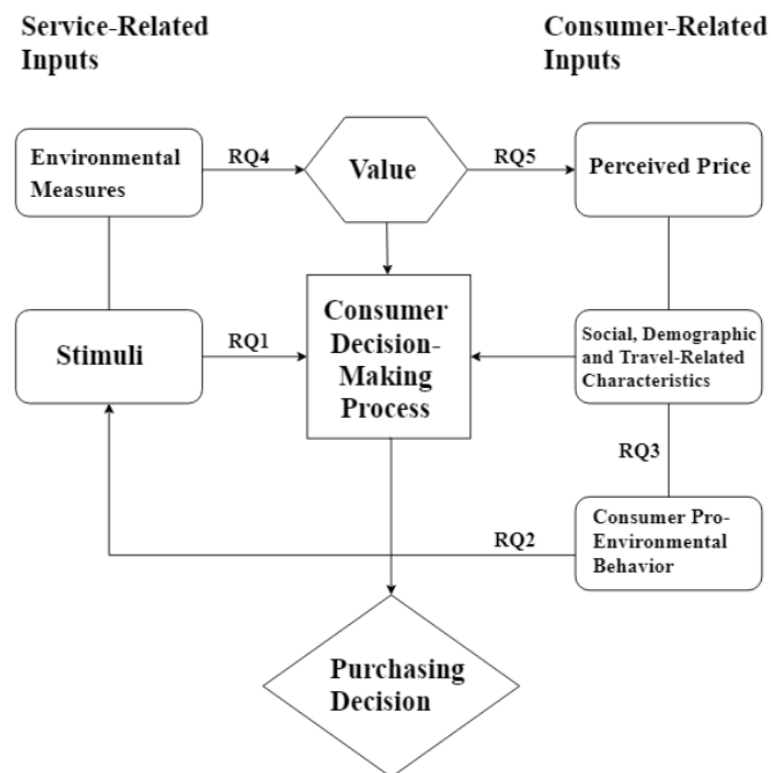 Service-Related
Inputs
Consumer-Related
Inputs
Environmental
Measures
RQ4
Value
RQ5
Perceived Price
Stimuli
RQ1
Consumer
Decision-
Making
Process
Social, Demographic
and Travel-Related
Characteristics
RQ3
Consumer Pro-
Environmental
Behavior
RQ2
Purchasing
Decision